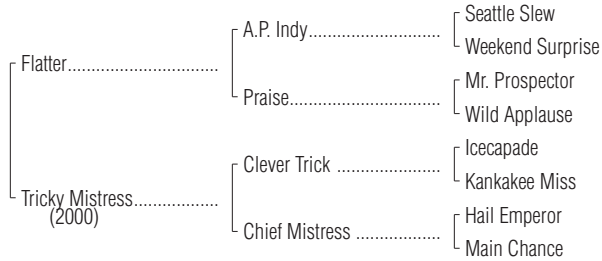 Seattle Slew
A.P. Indy............................
Weekend Surprise
Flatter................................
Mr. Prospector
Praise................................
Wild Applause
Icecapade
Clever Trick ......................
Kankakee Miss
Tricky Mistress..................
(2000)
Hail Emperor
Chief Mistress ..................
Main Chance